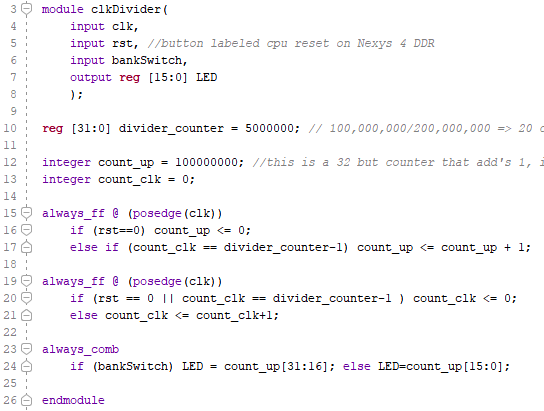 3 module clkDivider(
4 input clk,
5 input rst, //button labeled cpu reset on Nexys 4 DDR
6 input bankSwitch,
7 output reg [15:0] LED
8 );
9
10 reg [31:0] divider_counter = 5000000; // 100,000,000/200,000,000 => 20
11
12 integer count_up = 100000000; //this is a 32 but counter that add's 1,
13 integer count_clk = 0;
14
15 always_ff @ (posedge(clk))
16 if (rst==0) count_up <= 0;
17 else if (count_clk == divider_counter-1) count_up <= count_up + 1;
18
19 always_ff @ (posedge(clk))
20 if (rst == 0 || count_clk == divider_counter-1 ) count_clk <= 0;
21 else count_clk <= count_clk+1;
22
23 always_comb
24 if (bankSwitch) LED = count_up[31:16]; else LED=count_up[15:0];
25
26 endmodule